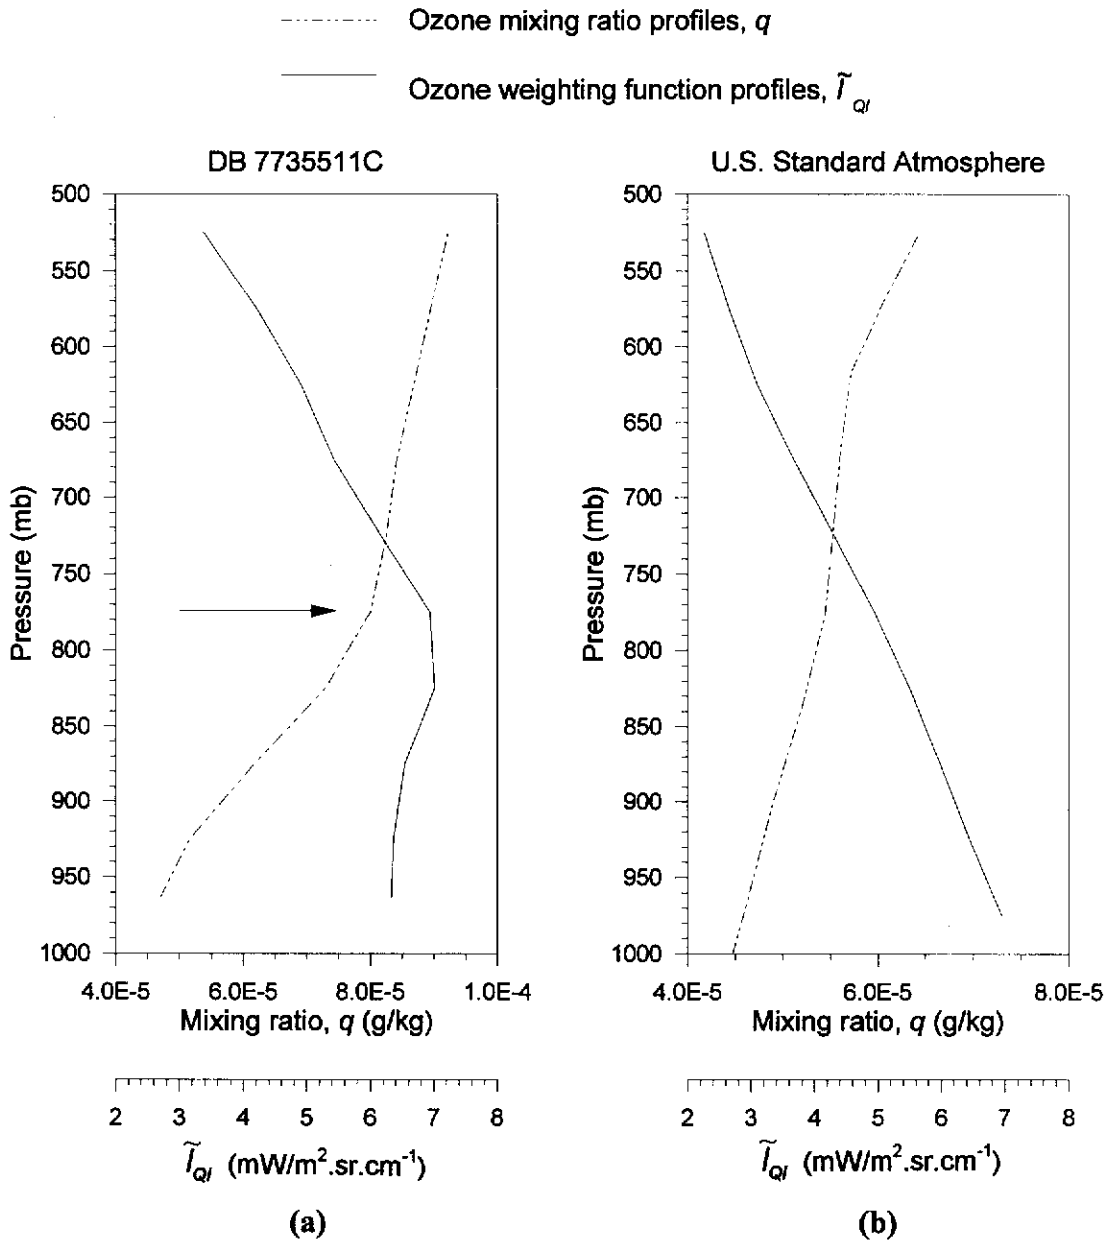 Ozone mixing ratio profiles, q
Ozone weighting function profiles, Ĩ QI
DB 7735511C
U.S. Standard Atmosphere
500
550
600
650
700
750
800
850
900
950
1000
Pressure (mb)
4.0E-5 6.0E-5 8.0E-5 1.0E-4
Mixing ratio, q (g/kg)
2 3 4 5 6 7 8
Ĩ QI (mW/m².sr.cm⁻¹)
(a)
500
550
600
650
700
750
800
850
900
950
1000
Pressure (mb)
4.0E-5 6.0E-5 8.0E-5
Mixing ratio, q (g/kg)
2 3 4 5 6 7 8
Ĩ QI (mW/m².sr.cm⁻¹)
(b)